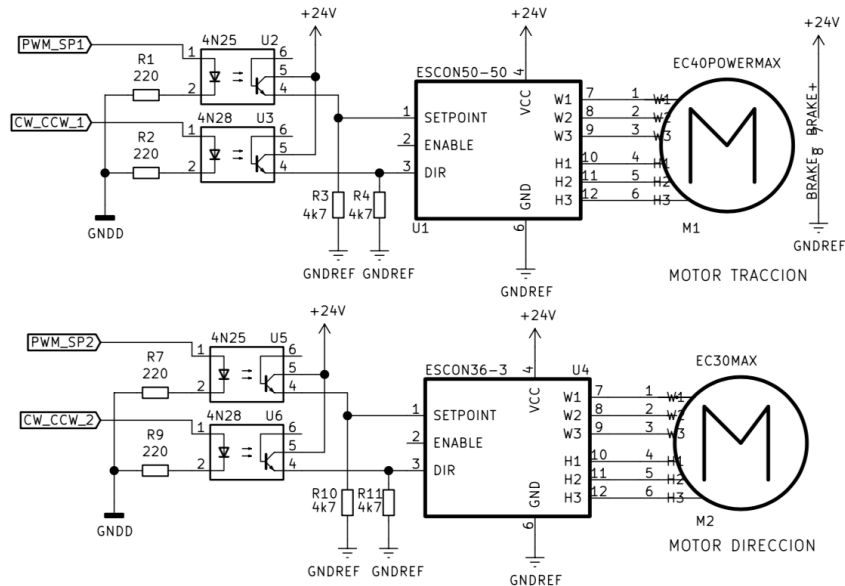 +24V
+24V
+24V
PWM_SP1
4N25 U2
R1
220
1
2
6
5
4
CW_CCW_1
4N28 U3
R2
220
1
2
6
5
4
GNDD
R3
4k7
R4
4k7
GNDREF
GNDREF
ESCON50-50
4
VCC
1 SETPOINT
2 ENABLE
3 DIR
GND
6
U1
GNDREF
W1 7 1 W1
W2 8 2 W2
W3 9 3 W3
H1 10 4 H1
H2 11 5 H2
H3 12 6 H3
EC40POWERMAX
M
M1
BRAKE+
7
8
BRAKE-
GNDREF
MOTOR TRACCION
+24V
+24V
PWM_SP2
4N25 U5
R7
220
1
2
6
5
4
CW_CCW_2
4N28 U6
R9
220
1
2
6
5
4
GNDD
R10
4k7
R11
4k7
GNDREF
GNDREF
ESCON36-3 U4
4
VCC
1 SETPOINT
2 ENABLE
3 DIR
GND
6
GNDREF
W1 7 1 W1
W2 8 2 W2
W3 9 3 W3
H1 10 4 H1
H2 11 5 H2
H3 12 6 H3
EC30MAX
M
M2
MOTOR DIRECCION